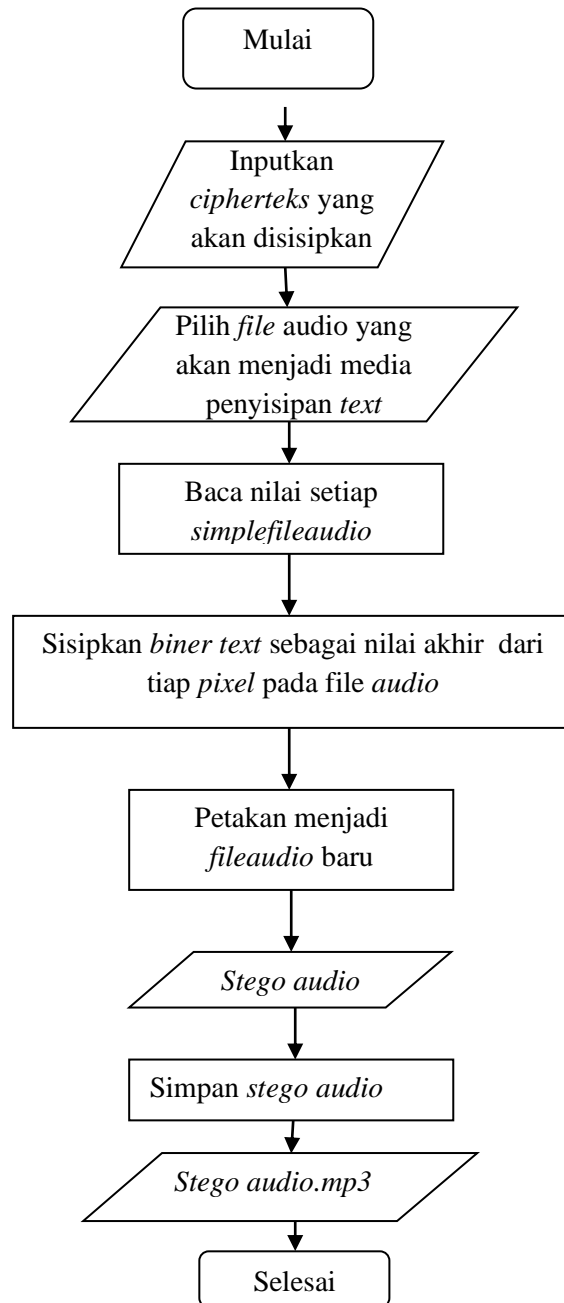 Mulai
Inputkan
cipherteks yang
akan disisipkan
Pilih file audio yang
akan menjadi media
penyisipan text
Baca nilai setiap
simplefileaudio
Sisipkan biner text sebagai nilai akhir dari
tiap pixel pada file audio
Petakan menjadi
fileaudio baru
Stego audio
Simpan stego audio
Stego audio.mp3
Selesai